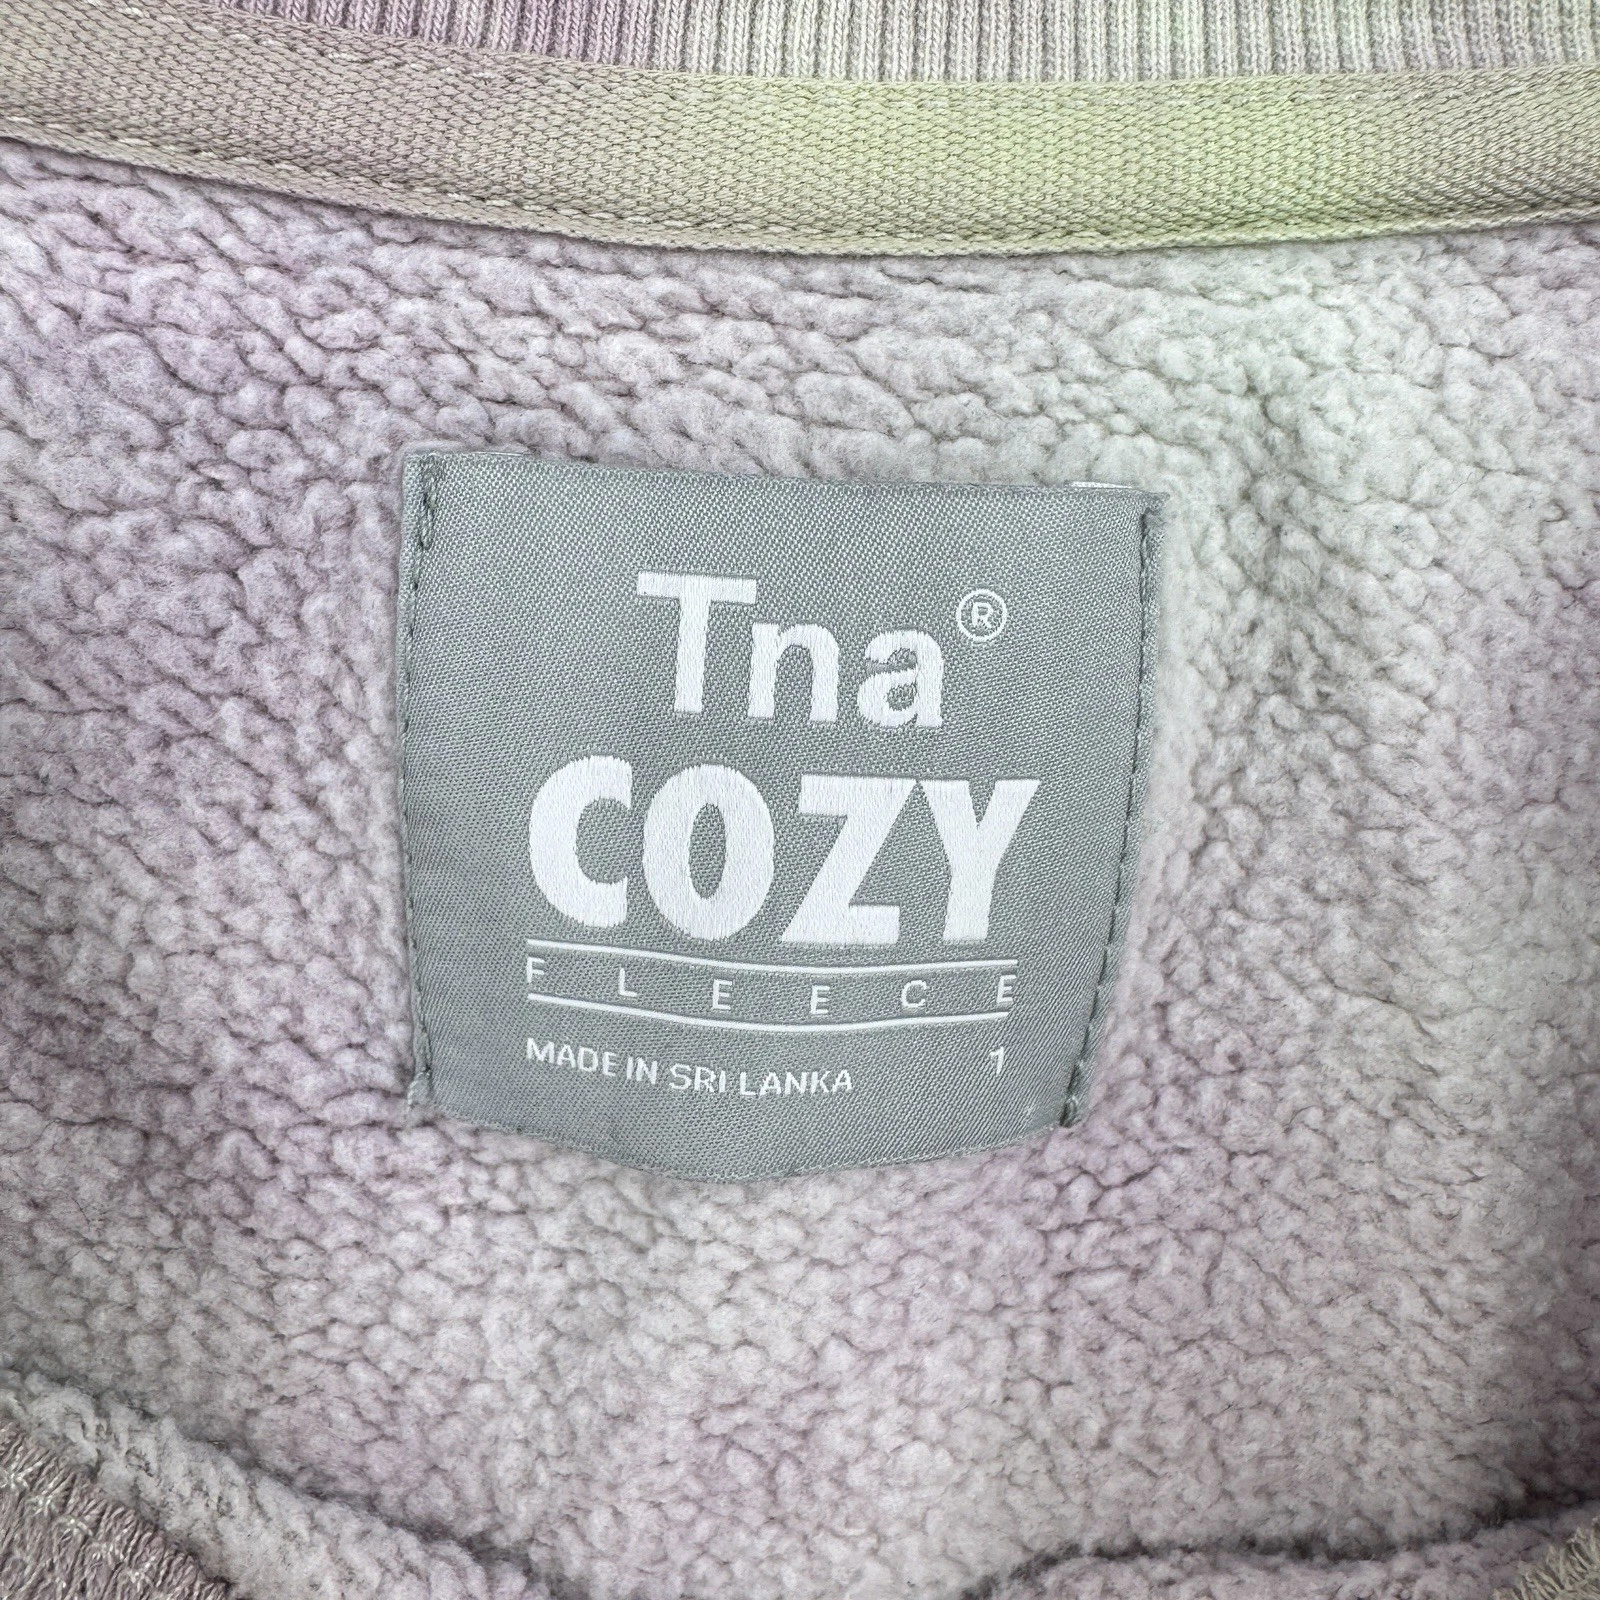 Tna®
COZY
FLEECE
MADE IN SRI LANKA 1